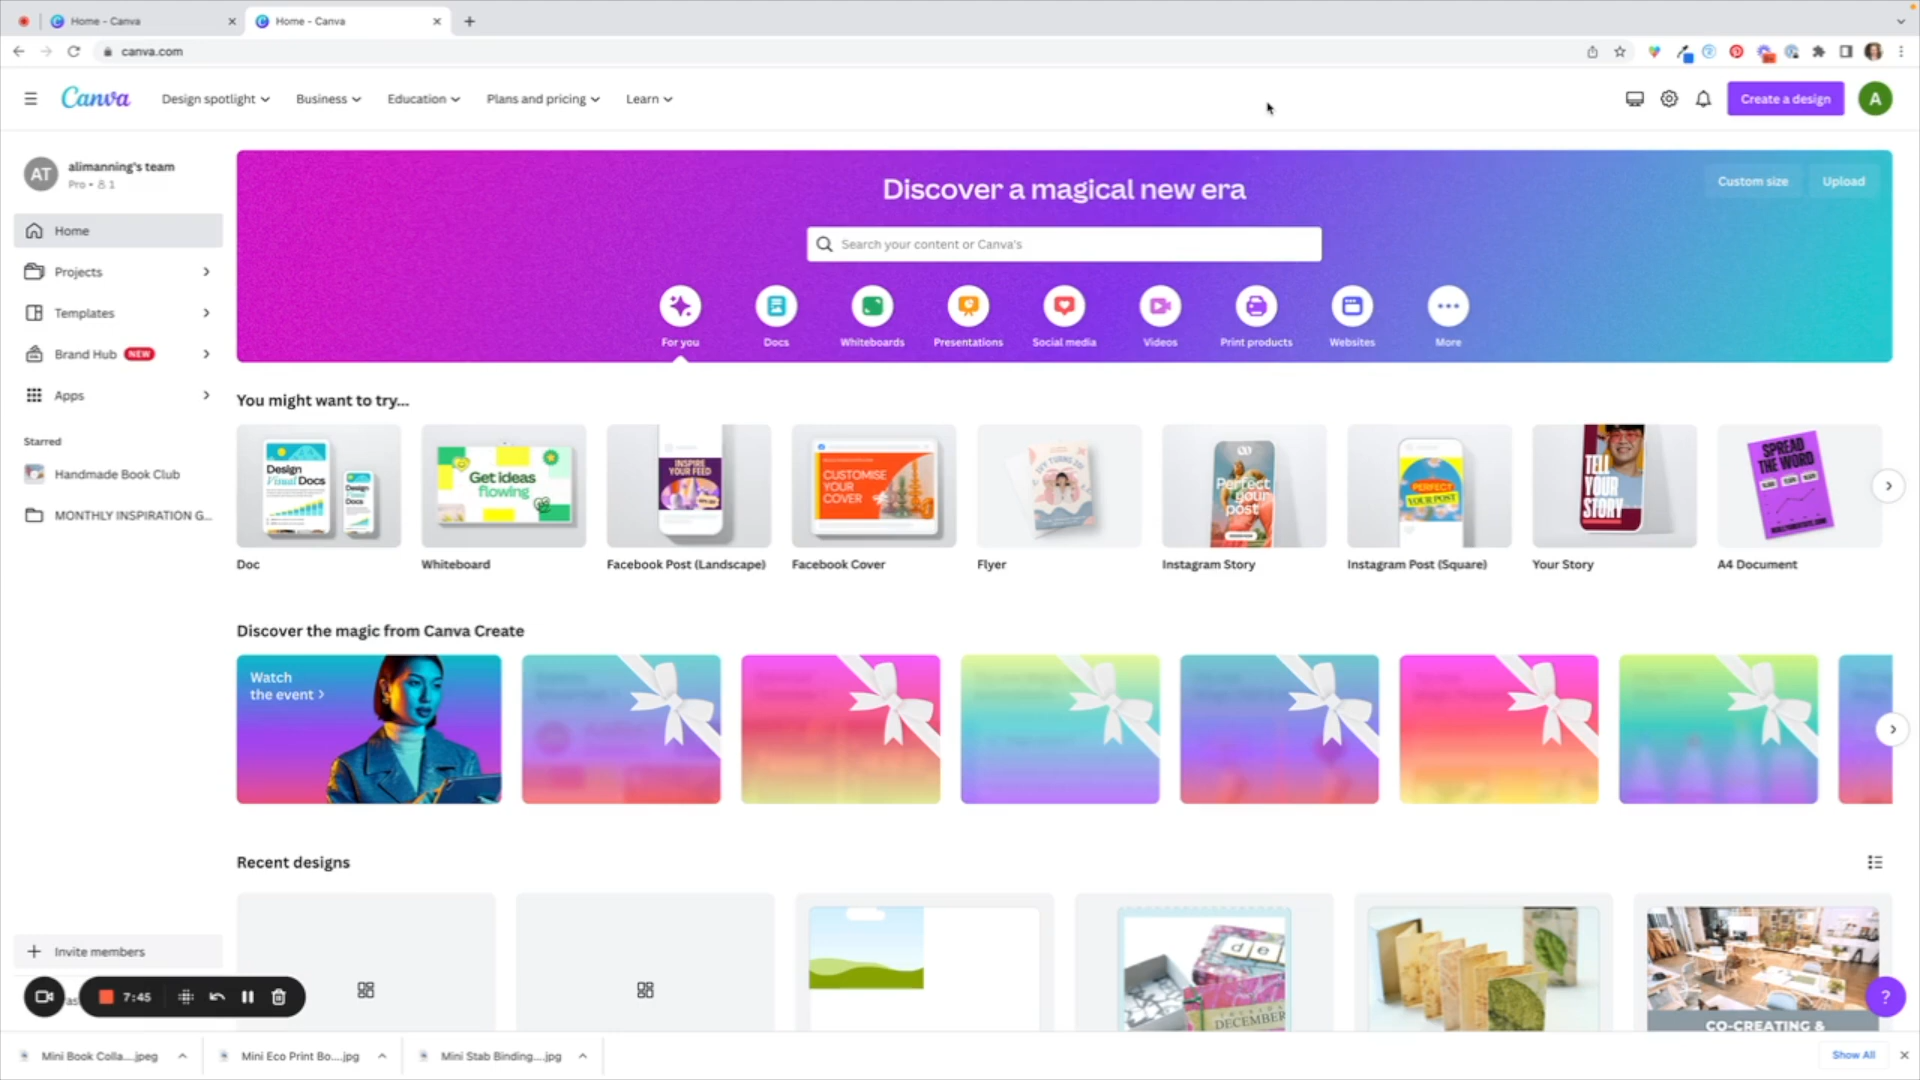 Home - Canva
Home - Canva
canva.com
Canva
Design spotlight
Business
Education
Plans and pricing
Learn
Create a design
A
AT
alimanning's team
Pro • 1
Home
Projects
Templates
Brand Hub NEW
Apps
Starred
Handmade Book Club
MONTHLY INSPIRATION G...
Invite members
7:45
Discover a magical new era
Custom size
Upload
Search your content or Canva's
For you
Docs
Whiteboards
Presentations
Social media
Videos
Print products
Websites
More
You might want to try...
Design
Visual Docs
Design
Visual
Docs
Get ideas
flowing
INSPIRE
YOUR FEED
CUSTOMISE
YOUR
COVER
IVY TURNS
Perfect
your
post
PERFECT
YOUR POST
TELL
YOUR
STORY
SPREAD
THE WORD
Doc
Whiteboard
Facebook Post (Landscape)
Facebook Cover
Flyer
Instagram Story
Instagram Post (Square)
Your Story
A4 Document
Discover the magic from Canva Create
Watch
the event
Recent designs
de
DECEMBER
CO-CREATING &
?
Mini Book Colla....jpeg
Mini Eco Print Bo....jpg
Mini Stab Binding....jpg
Show All